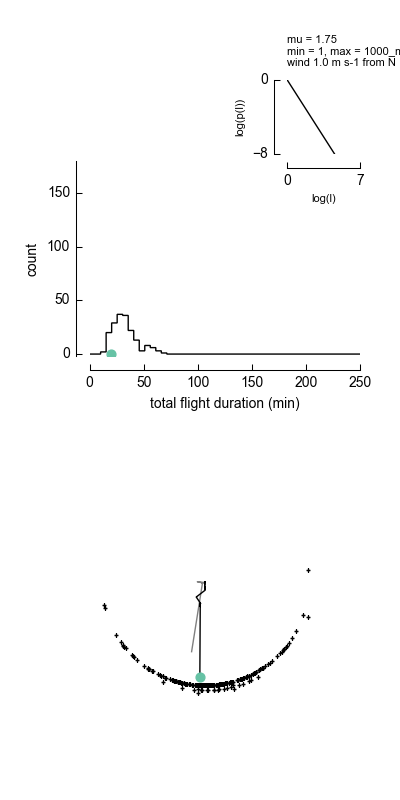 mu = 1.75
min = 1, max = 1000_m
wind 1.0 m s-1 from N
0
log(p(l))
−8
0 7
log(l)
150
100
count
50
0
0 50 100 150 200 250
total flight duration (min)